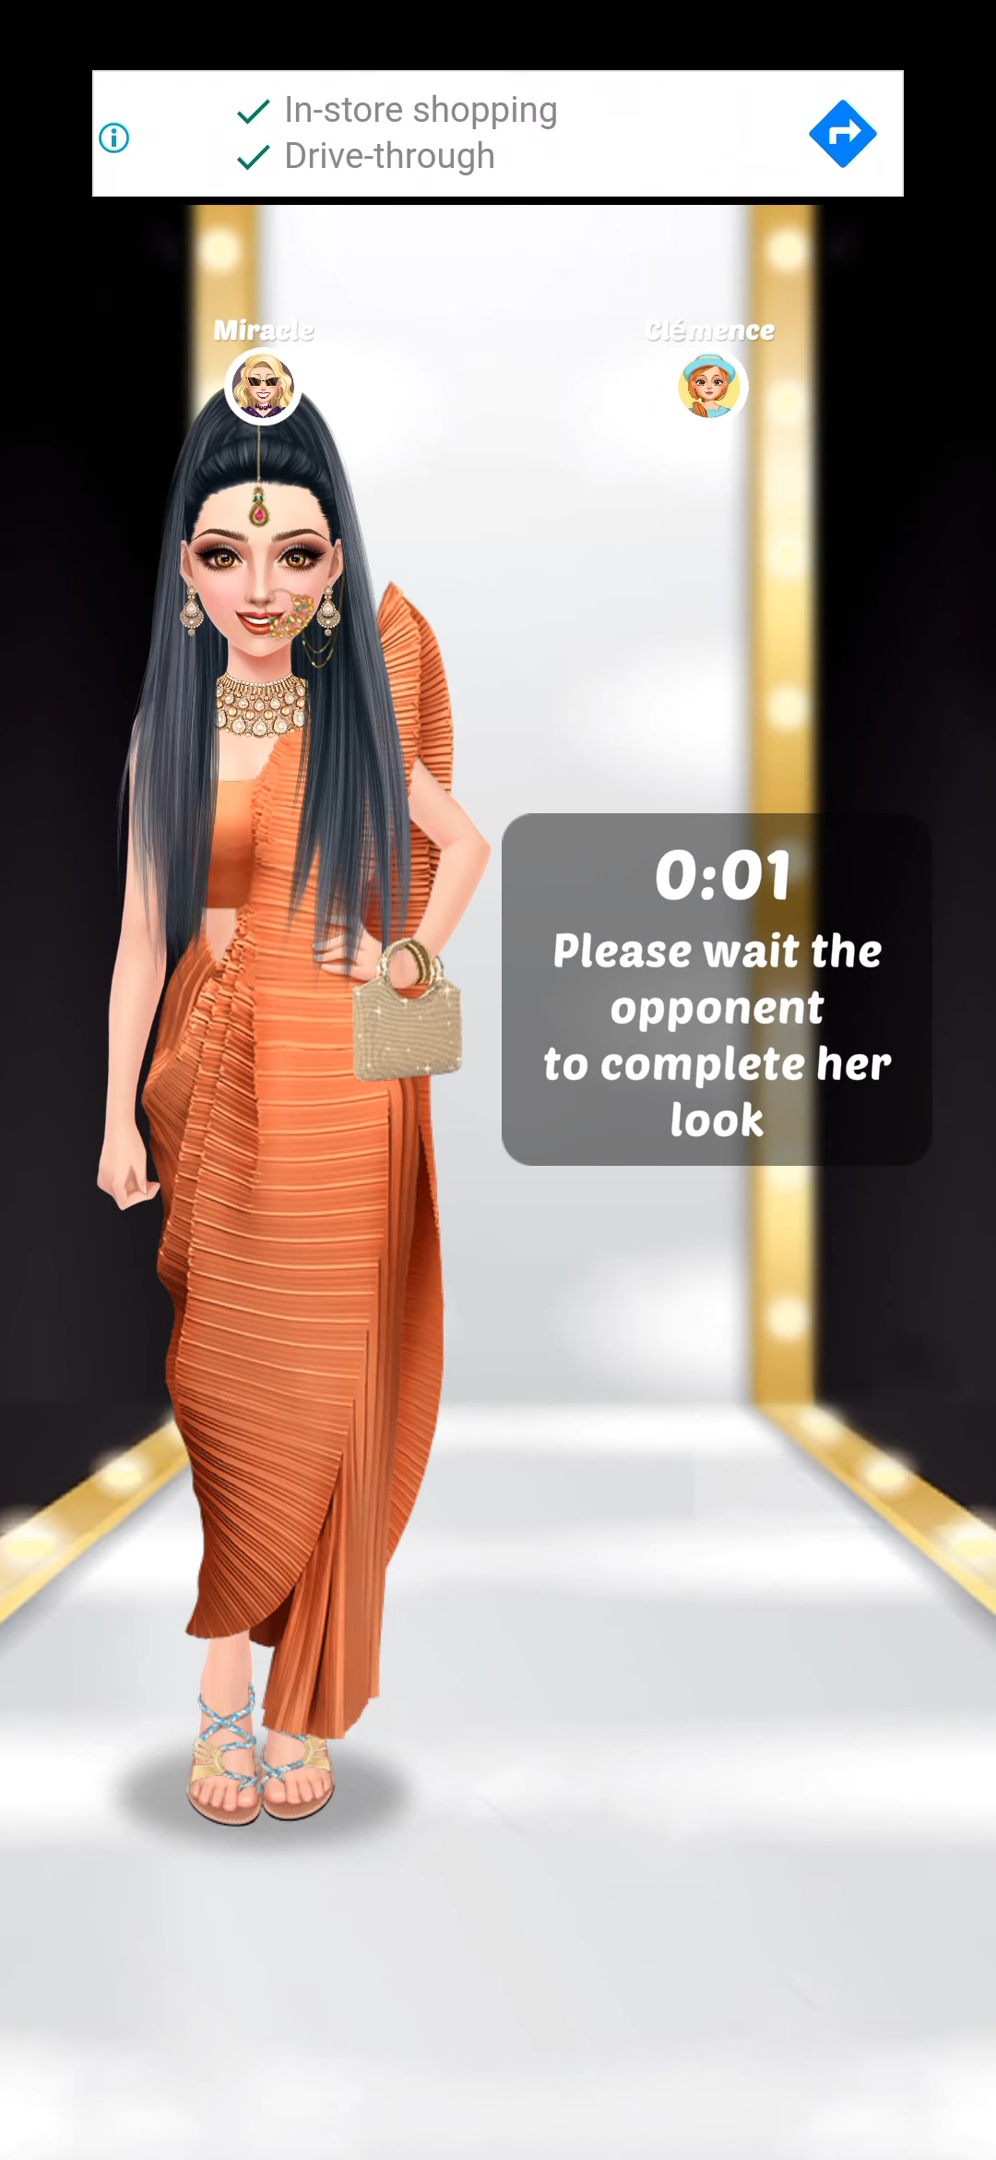 In-store shopping
Drive-through
Miracle
Clémence
0:01
Please wait the
opponent
to complete her
look